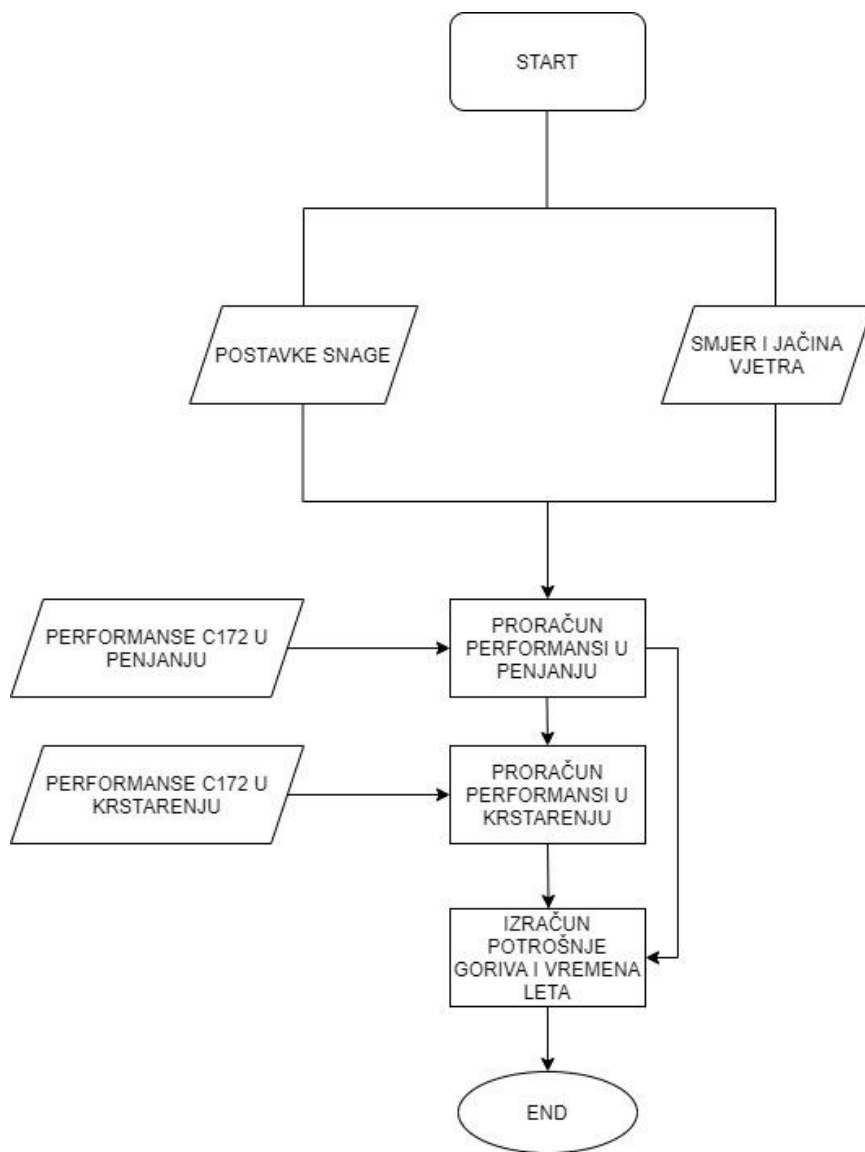 START
POSTAVKE SNAGE
SMJER I JAČINA
VJETRA
PERFORMANSE C172 U
PENJANJU
PRORAČUN
PERFORMANSI U
PENJANJU
PERFORMANSE C172 U
KRSTARENJU
PRORAČUN
PERFORMANSI U
KRSTARENJU
IZRAČUN
POTROŠNJE
GORIVA I VREMENA
LETA
END